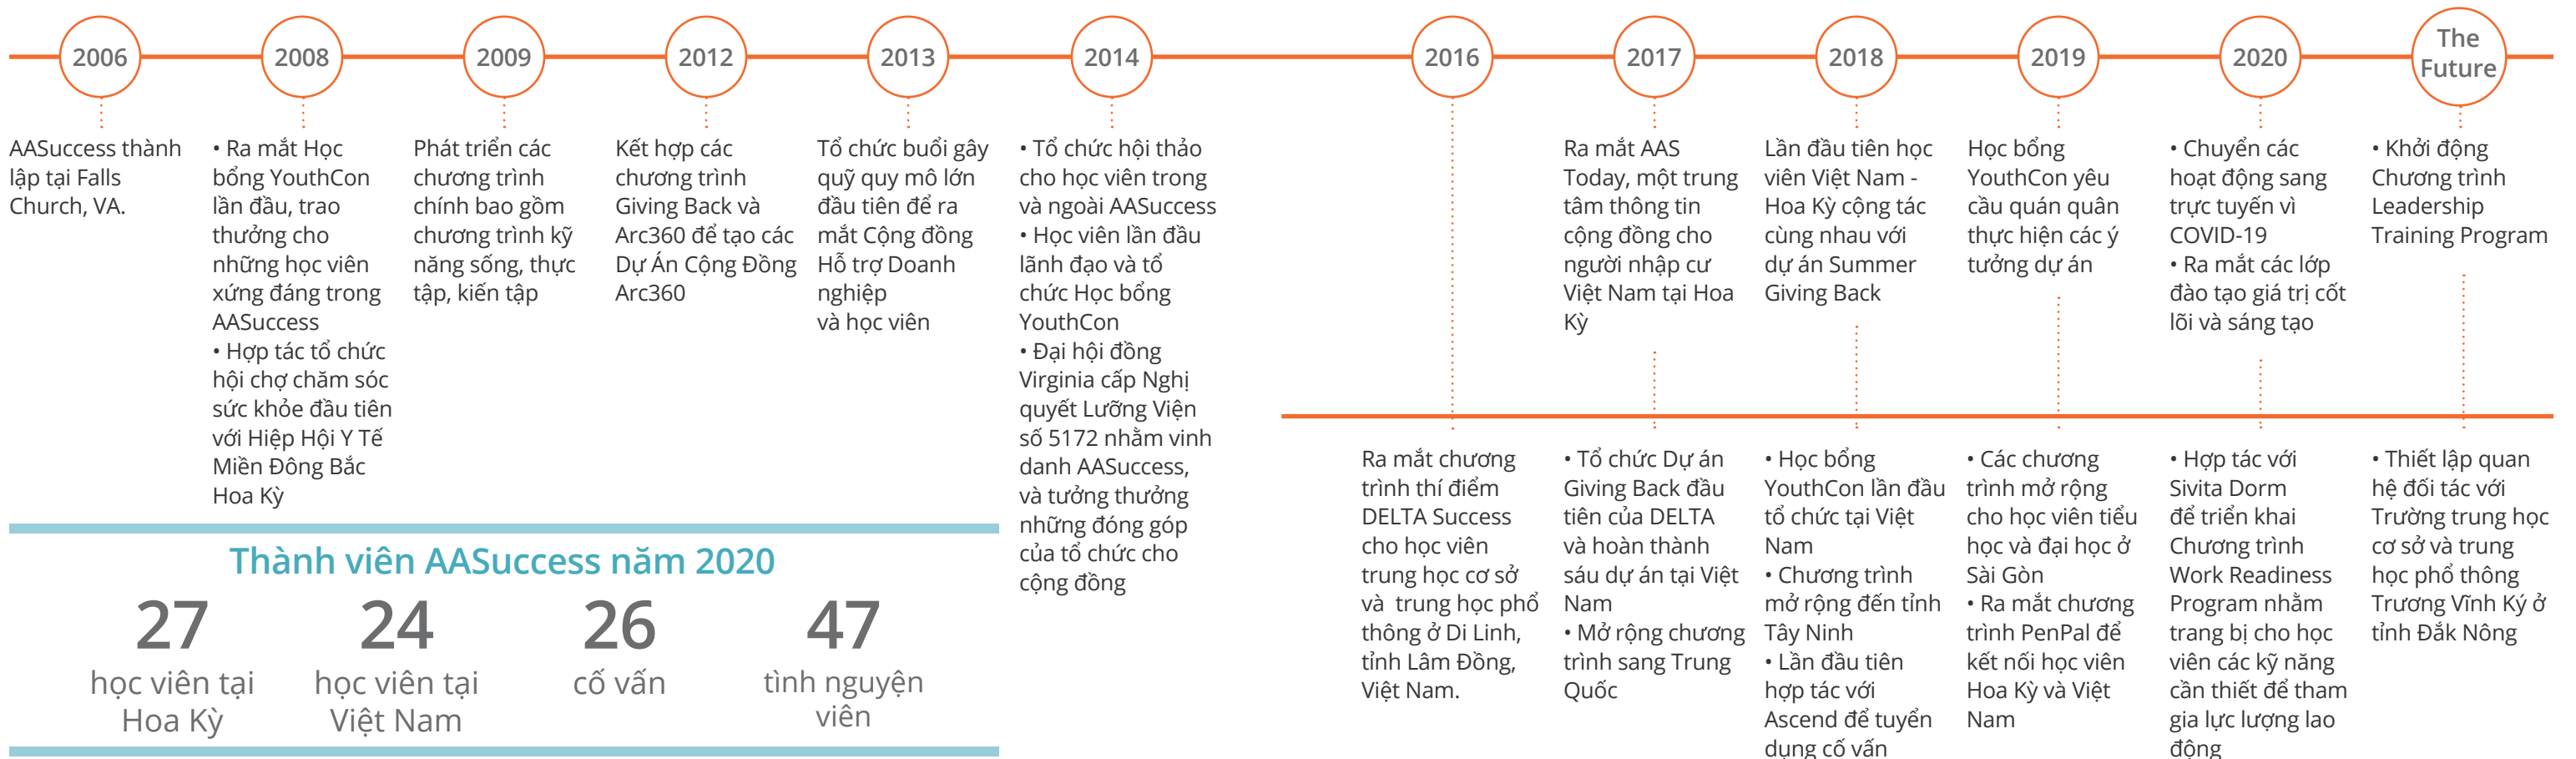 2006
AASuccess thành
lập tại Falls
Church, VA.
2008
• Ra mắt Học
bổng YouthCon
lần đầu, trao
thưởng cho
những học viên
xứng đáng trong
AASuccess
• Hợp tác tổ chức
hội chợ chăm sóc
sức khỏe đầu tiên
với Hiệp Hội Y Tế
Miền Đông Bắc
Hoa Kỳ
2009
Phát triển các
chương trình
chính bao gồm
chương trình kỹ
năng sống, thực
tập, kiến tập
2012
Kết hợp các
chương trình
Giving Back và
Arc360 để tạo các
Dự Án Cộng Đồng
Arc360
2013
Tổ chức buổi gây
quỹ quy mô lớn
đầu tiên để ra
mắt Cộng đồng
Hỗ trợ Doanh
nghiệp
và học viên
2014
• Tổ chức hội thảo
cho học viên trong
và ngoài AASuccess
• Học viên lần đầu
lãnh đạo và tổ
chức Học bổng
YouthCon
• Đại hội đồng
Virginia cấp Nghị
quyết Lưỡng Viện
số 5172 nhằm vinh
danh AASuccess,
và tưởng thưởng
những đóng góp
của tổ chức cho
cộng đồng
2016
Ra mắt chương
trình thí điểm
DELTA Success
cho học viên
trung học cơ sở
và trung học phổ
thông ở Di Linh,
tỉnh Lâm Đồng,
Việt Nam.
2017
Ra mắt AAS
Today, một trung
tâm thông tin
cộng đồng cho
người nhập cư
Việt Nam tại Hoa
Kỳ
• Tổ chức Dự án
Giving Back đầu
tiên của DELTA
và hoàn thành
sáu dự án tại Việt
Nam
• Mở rộng chương
trình sang Trung
Quốc
2018
Lần đầu tiên học
viên Việt Nam -
Hoa Kỳ cộng tác
cùng nhau với
dự án Summer
Giving Back
• Học bổng
YouthCon lần đầu
tổ chức tại Việt
Nam
• Chương trình
mở rộng đến tỉnh
Tây Ninh
• Lần đầu tiên
hợp tác với
Ascend để tuyển
dụng cố vấn
2019
Học bổng
YouthCon yêu
cầu quán quân
thực hiện các ý
tưởng dự án
• Các chương
trình mở rộng
cho học viên tiểu
học và đại học ở
Sài Gòn
• Ra mắt chương
trình PenPal để
kết nối học viên
Hoa Kỳ và Việt
Nam
2020
• Chuyển các
hoạt động sang
trực tuyến vì
COVID-19
• Ra mắt các lớp
đào tạo giá trị cốt
lõi và sáng tạo
• Hợp tác với
Sivita Dorm
để triển khai
Chương trình
Work Readiness
Program nhằm
trang bị cho học
viên các kỹ năng
cần thiết để tham
gia lực lượng lao
động
The
Future
• Khởi động
Chương trình
Leadership
Training Program
• Thiết lập quan
hệ đối tác với
Trường trung học
cơ sở và trung
học phổ thông
Trương Vĩnh Ký ở
tỉnh Đắk Nông
Thành viên AASuccess năm 2020
27
học viên tại
Hoa Kỳ
24
học viên tại
Việt Nam
26
cố vấn
47
tình nguyện
viên